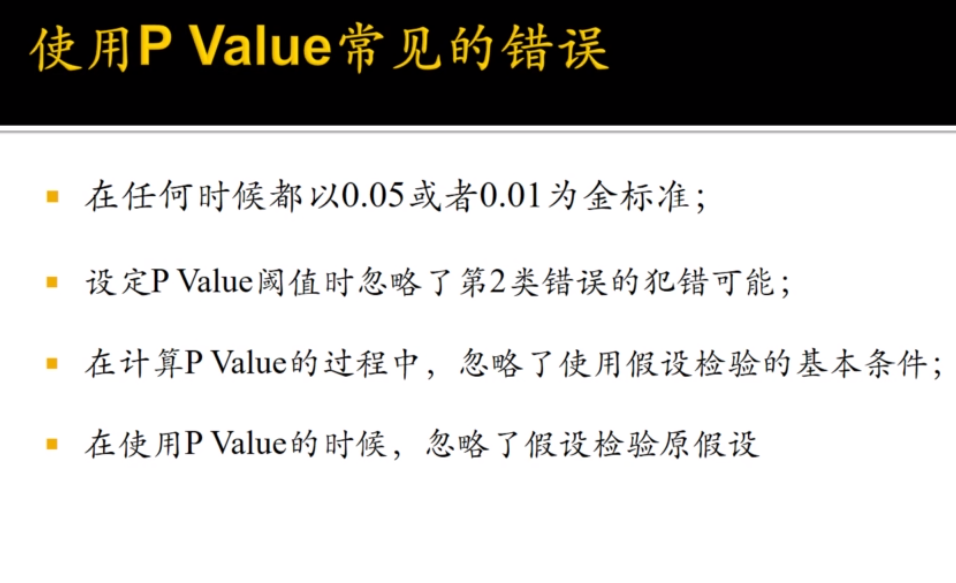 使用P Value常见的错误
在任何时候都以0.05或者0.01为金标准；
设定P Value阈值时忽略了第2类错误的犯错可能；
在计算P Value的过程中，忽略了使用假设检验的基本条件；
在使用P Value的时候，忽略了假设检验原假设